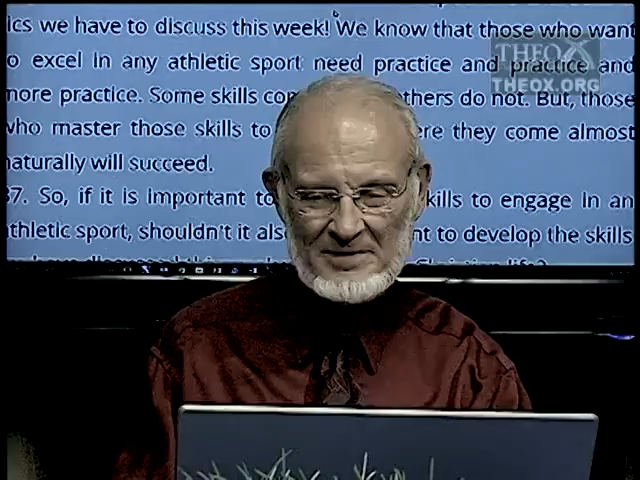 ics we have to discuss this week! We know that those who want
o excel in any athletic sport need practice and practice and
THEOX
THEOX.ORG
more practice. Some skills thers do not. But, those
who master those skills to ere they come almost
naturally will succeed.
37. So, if it is important to kills to engage in an
athletic sport, shouldn't it als nt to develop the skills
Christian life?